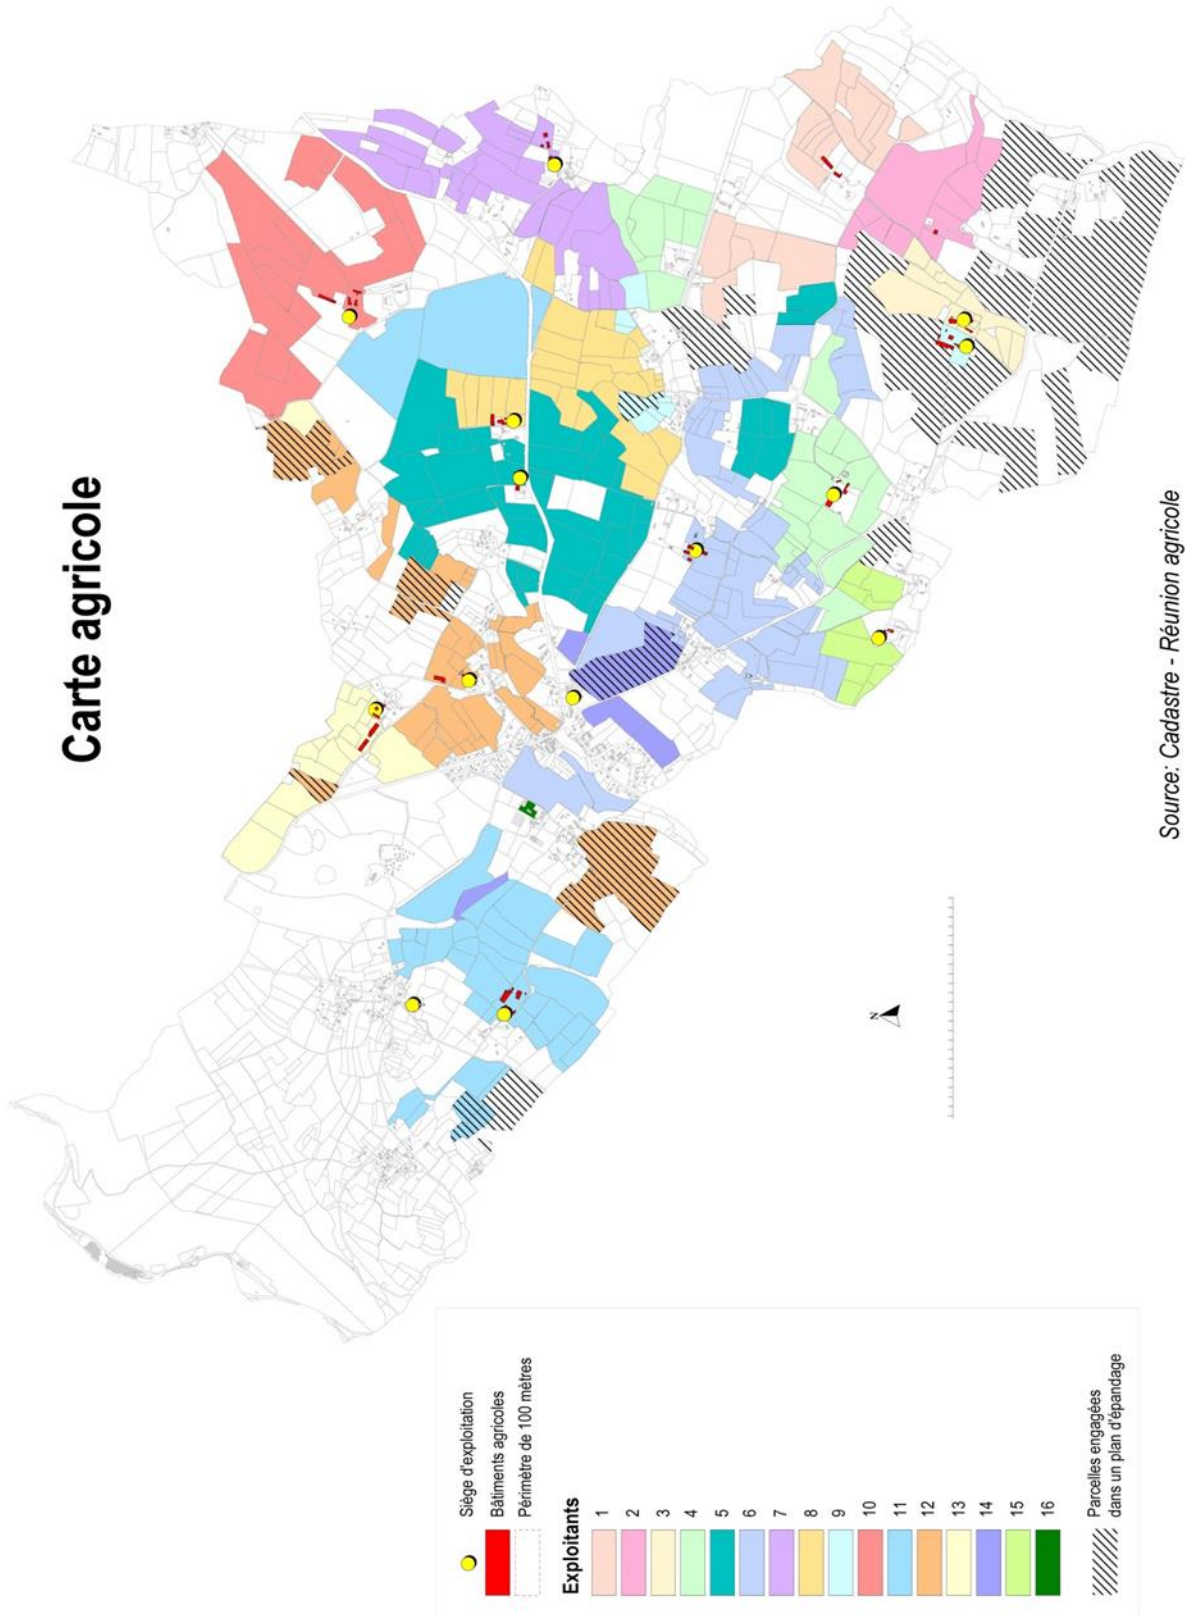 Carte agricole
N
Siège d'exploitation
Bâtiments agricoles
Périmètre de 100 mètres
Exploitants
1
2
3
4
5
6
7
8
9
10
11
12
13
14
15
16
Parcelles engagées
dans un plan d'épandage
Source: Cadastre - Réunion agricole